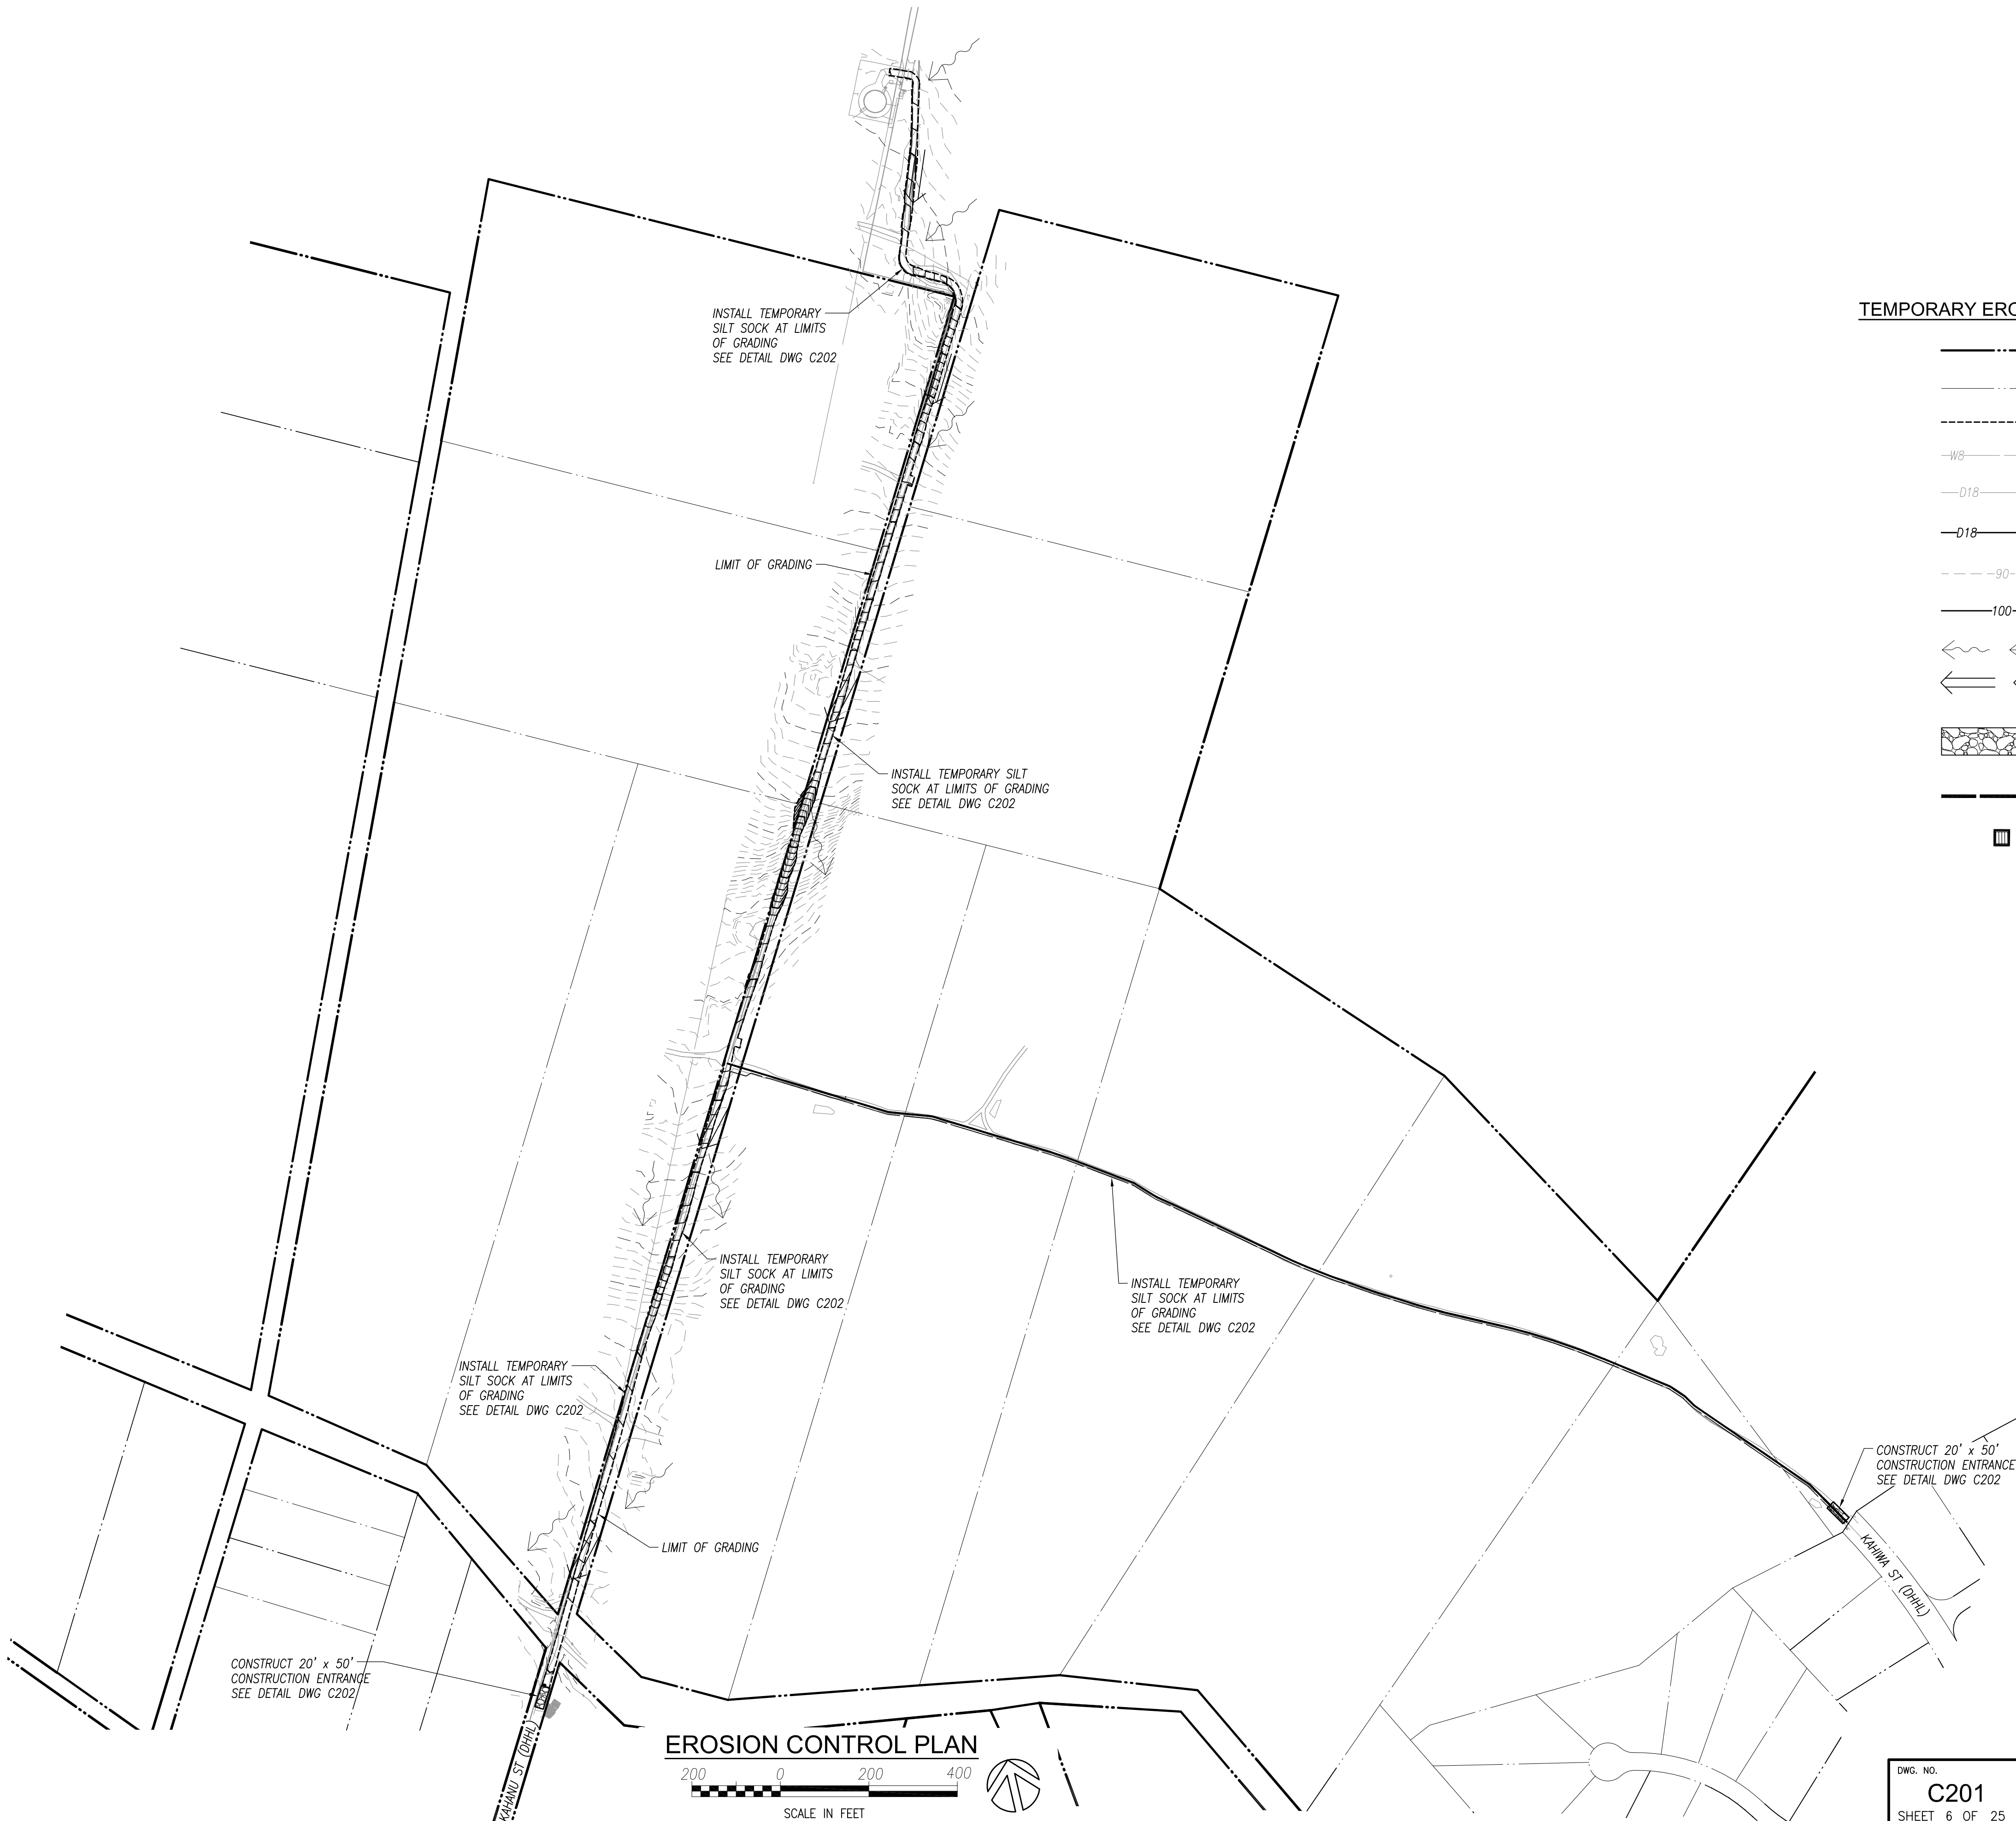 INSTALL TEMPORARY
SILT SOCK AT LIMITS
OF GRADING
SEE DETAIL DWG C202
TEMPORARY
W8
D18
D18
90
100
LIMIT OF GRADING
INSTALL TEMPORARY SILT
SOCK AT LIMITS OF GRADING
SEE DETAIL DWG C202
INSTALL TEMPORARY
SILT SOCK AT LIMITS
OF GRADING
SEE DETAIL DWG C202
INSTALL TEMPORARY
SILT SOCK AT LIMITS
OF GRADING
SEE DETAIL DWG C202
INSTALL TEMPORARY
SILT SOCK AT LIMITS
OF GRADING
SEE DETAIL DWG C202
CONSTRUCT 20' x 50'
CONSTRUCTION ENTRANCE
SEE DETAIL DWG C202
LIMIT OF GRADING
KAHIWA ST (DHHL)
CONSTRUCT 20' x 50'
CONSTRUCTION ENTRANCE
SEE DETAIL DWG C202
KAHANU ST (DHHL)
EROSION CONTROL PLAN
200 0 200 400
SCALE IN FEET
DWG. NO.
C201
SHEET 6 OF 25